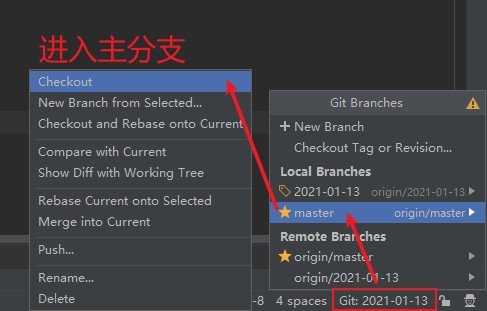 进入主分支
Checkout
New Branch from Selected...
Checkout and Rebase onto Current
Compare with Current
Show Diff with Working Tree
Rebase Current onto Selected
Merge into Current
Push...
Rename...
Delete
Git Branches
+ New Branch
Checkout Tag or Revision...
Local Branches
2021-01-13 origin/2021-01-13
master origin/master
Remote Branches
origin/master
origin/2021-01-13
-8 4 spaces Git: 2021-01-13